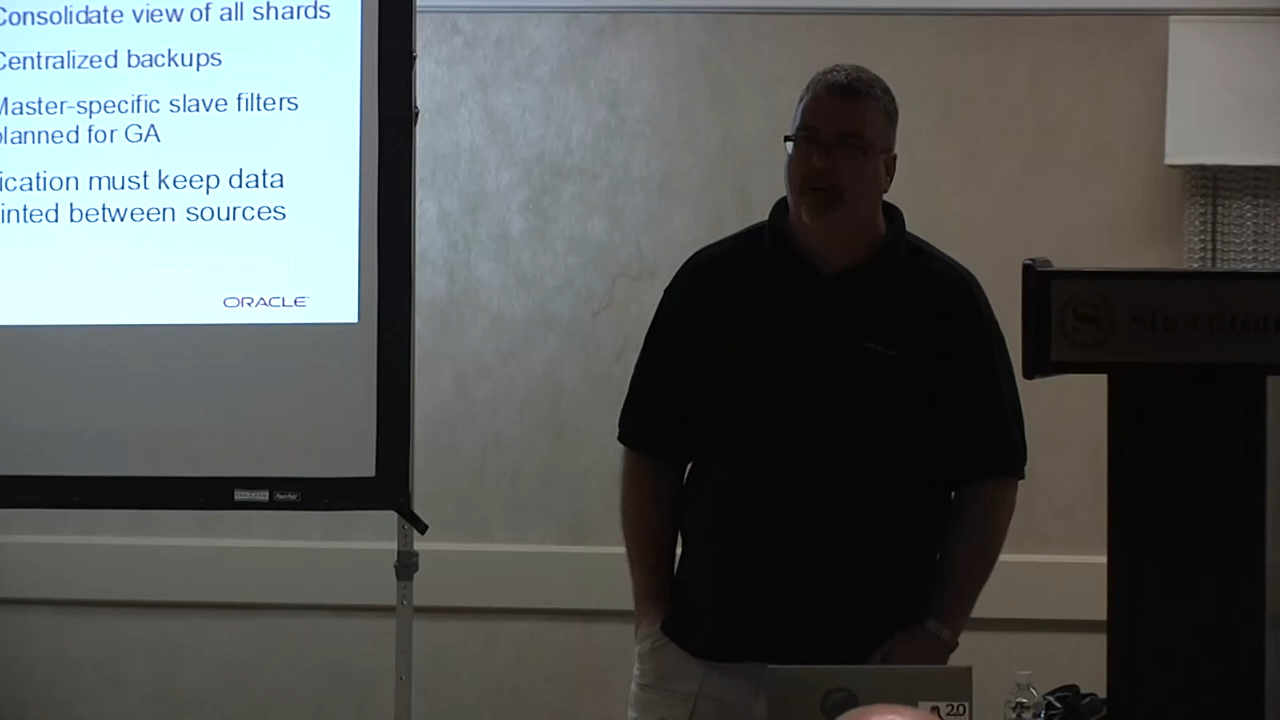 Consolidate view of all shards
Centralized backups
Master-specific slave filters
planned for GA
ication must keep data
inted between sources
ORACLE
S Sheraton
2.0